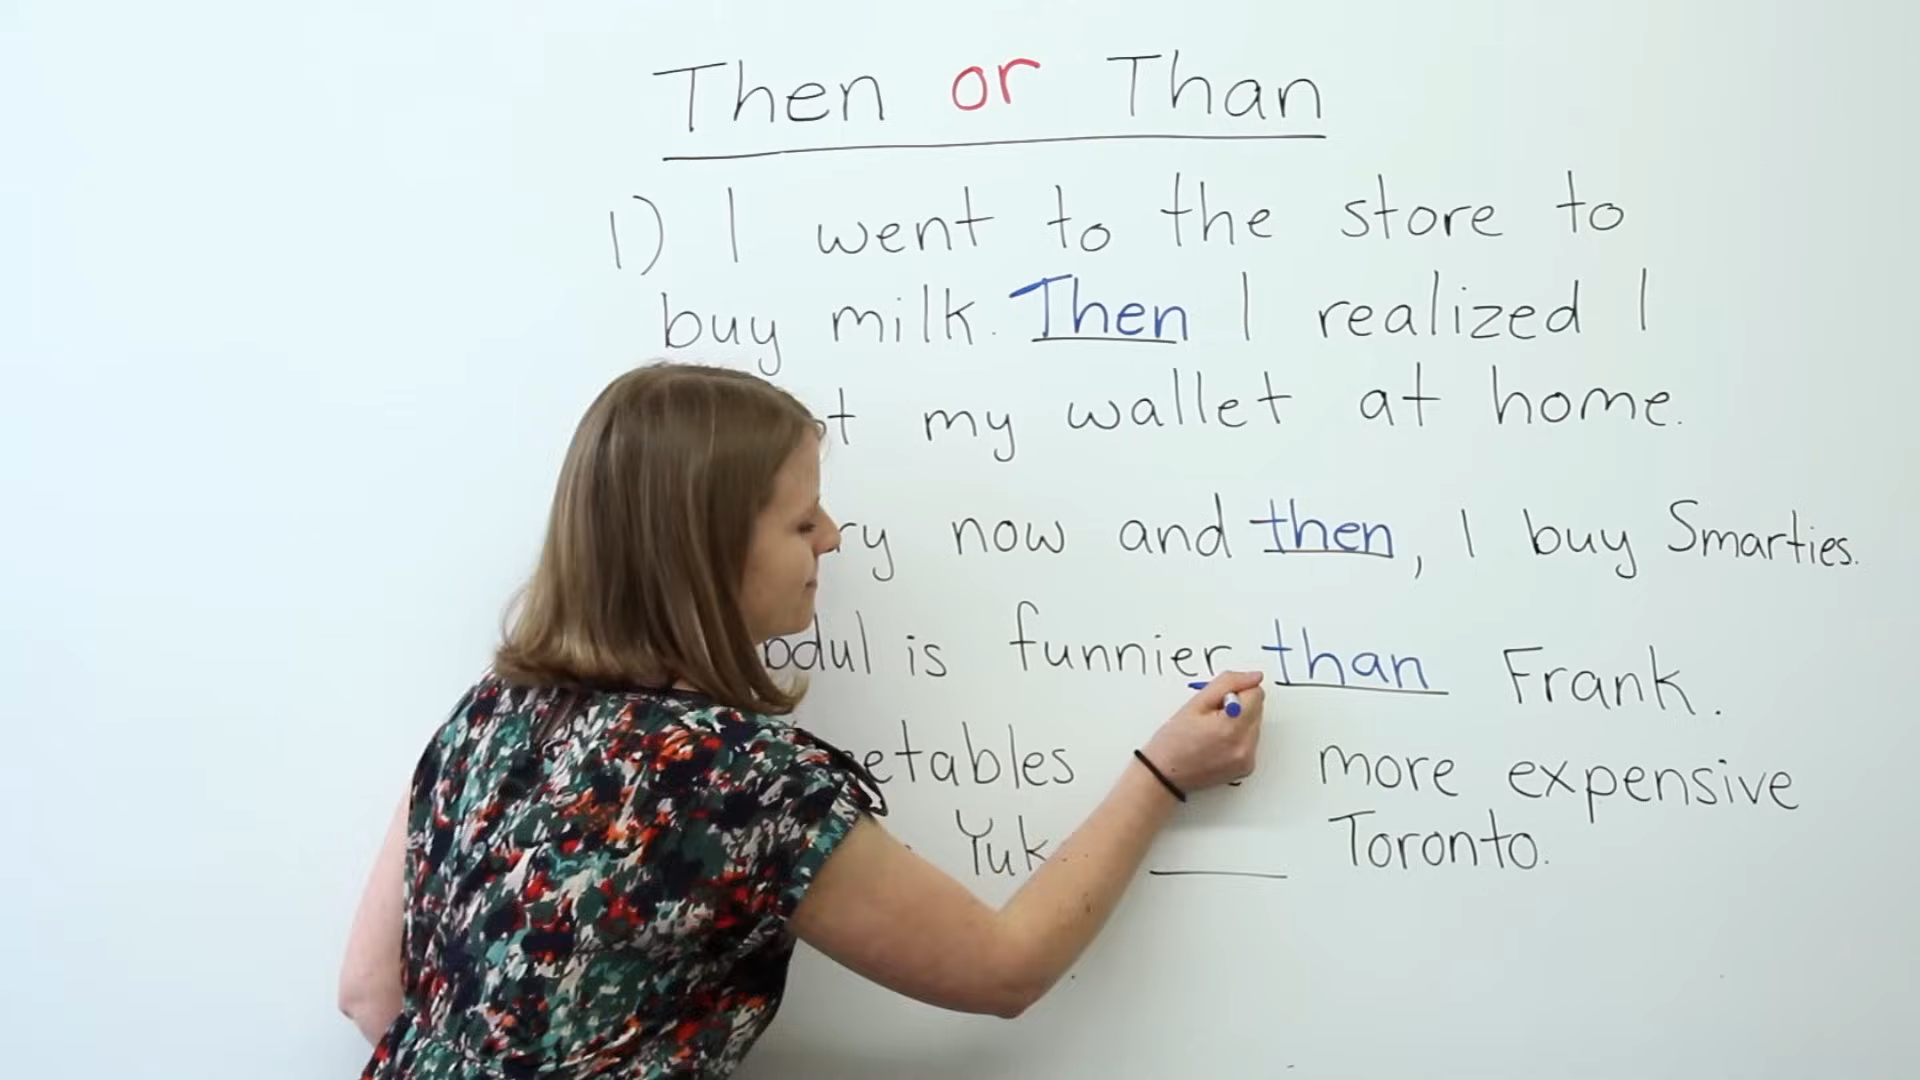 Then or Than
1) I went to the store to
buy milk. Then I realized I
my wallet at home.
now and then, I buy Smarties.
is funnier than Frank.
more expensive
Yuk Toronto.